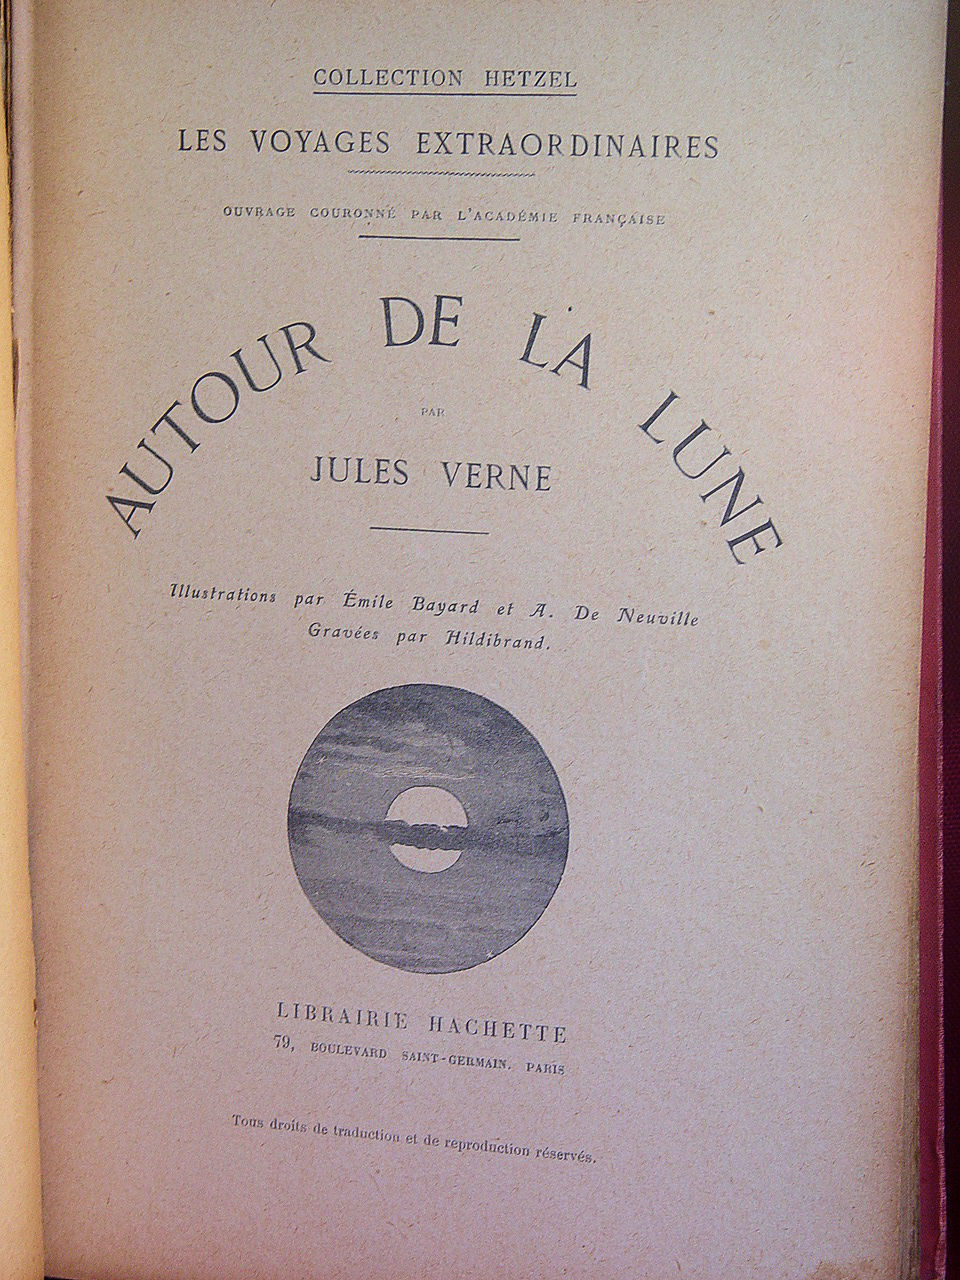 COLLECTION HETZEL
LES VOYAGES EXTRAORDINAIRES
OUVRAGE COURONNÉ PAR L'ACADÉMIE FRANÇAISE
AUTOUR DE LA LUNE
PAR
JULES VERNE
Illustrations par Émile Bayard et A. De Neuville
Gravées par Hildibrand.
LIBRAIRIE HACHETTE
79, BOULEVARD SAINT-GERMAIN, PARIS
Tous droits de traduction et de reproduction réservés.